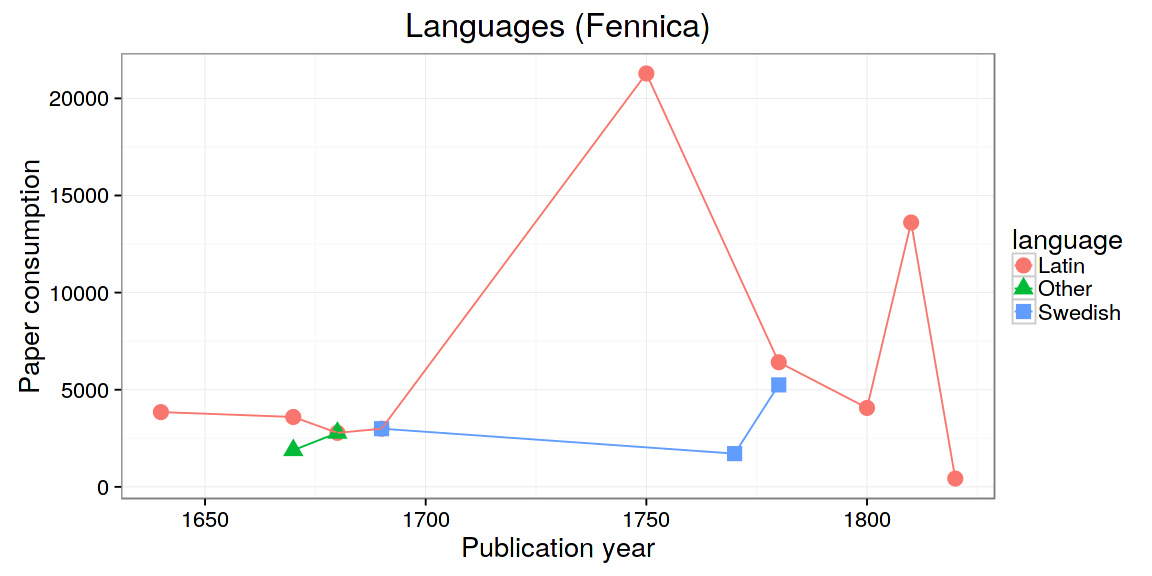 Languages (Fennica)
Paper consumption
20000
15000
10000
5000
0
1650 1700 1750 1800
Publication year
language
Latin
Other
Swedish